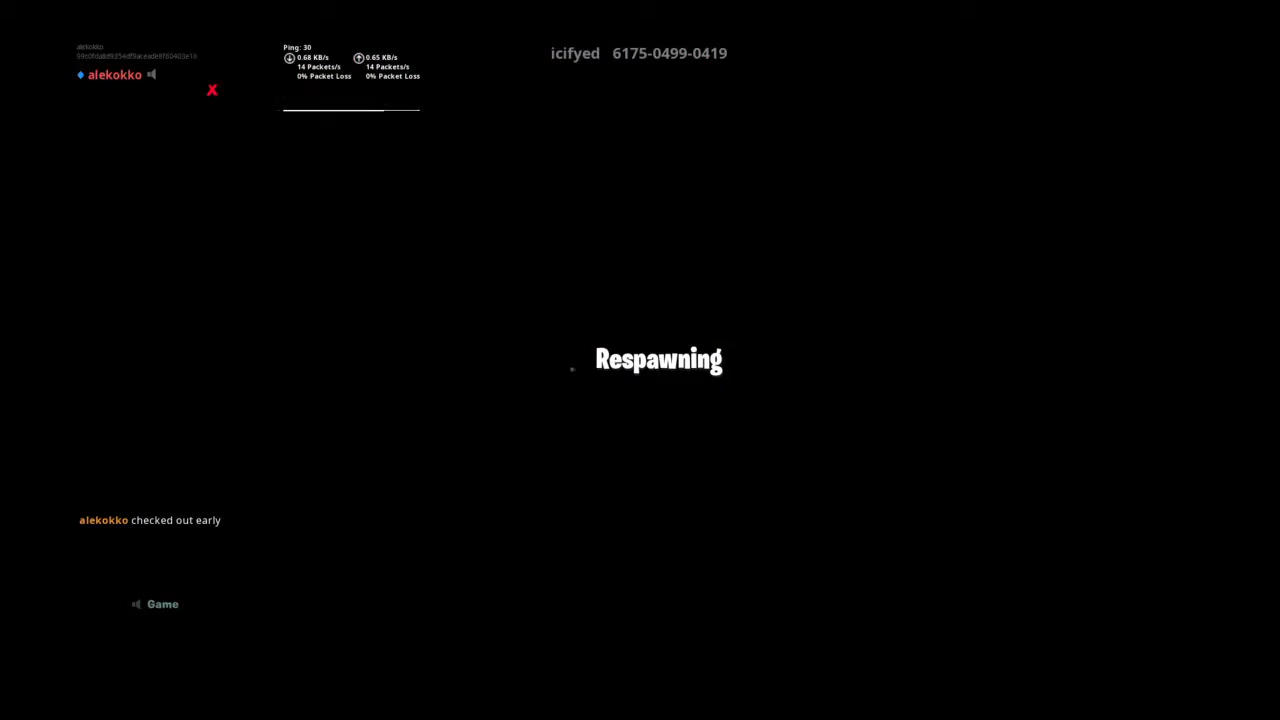 alekokko
alekokko
X
Ping: 30
0.68 KB/s 0.65 KB/s
14 Packets/s 14 Packets/s
0% Packet Loss 0% Packet Loss
icifyed 6175-0499-0419
Respawning
alekokko checked out early
Game